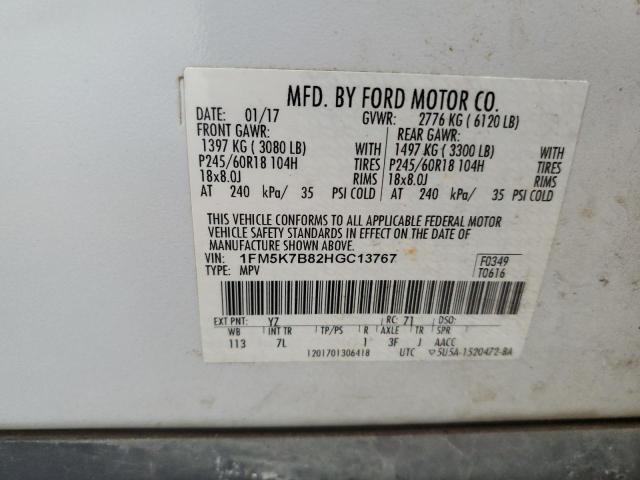 MFD. BY FORD MOTOR CO.
DATE: 01/17 GVWR: 2776 KG ( 6120 LB)
FRONT GAWR: REAR GAWR:
1397 KG ( 3080 LB) WITH 1497 KG ( 3300 LB) WITH
P245/60R18 104H TIRES P245/60R18 104H TIRES
18x8.0J RIMS 18x8.0J RIMS
AT 240 kPa/ 35 PSI COLD AT 240 kPa/ 35 PSI COLD
THIS VEHICLE CONFORMS TO ALL APPLICABLE FEDERAL MOTOR
VEHICLE SAFETY STANDARDS IN EFFECT ON THE DATE OF
MANUFACTURE SHOWN ABOVE.
VIN: 1FM5K7B82HGC13767 F0349
TYPE: MPV T0616
EXT PNT: YZ RC: 71 DSO:
WB INT TR TP/PS R AXLE TR SPR
113 7L 1 3F J AACC
1201701306418 UTC ▽5U5A-1520472-BA